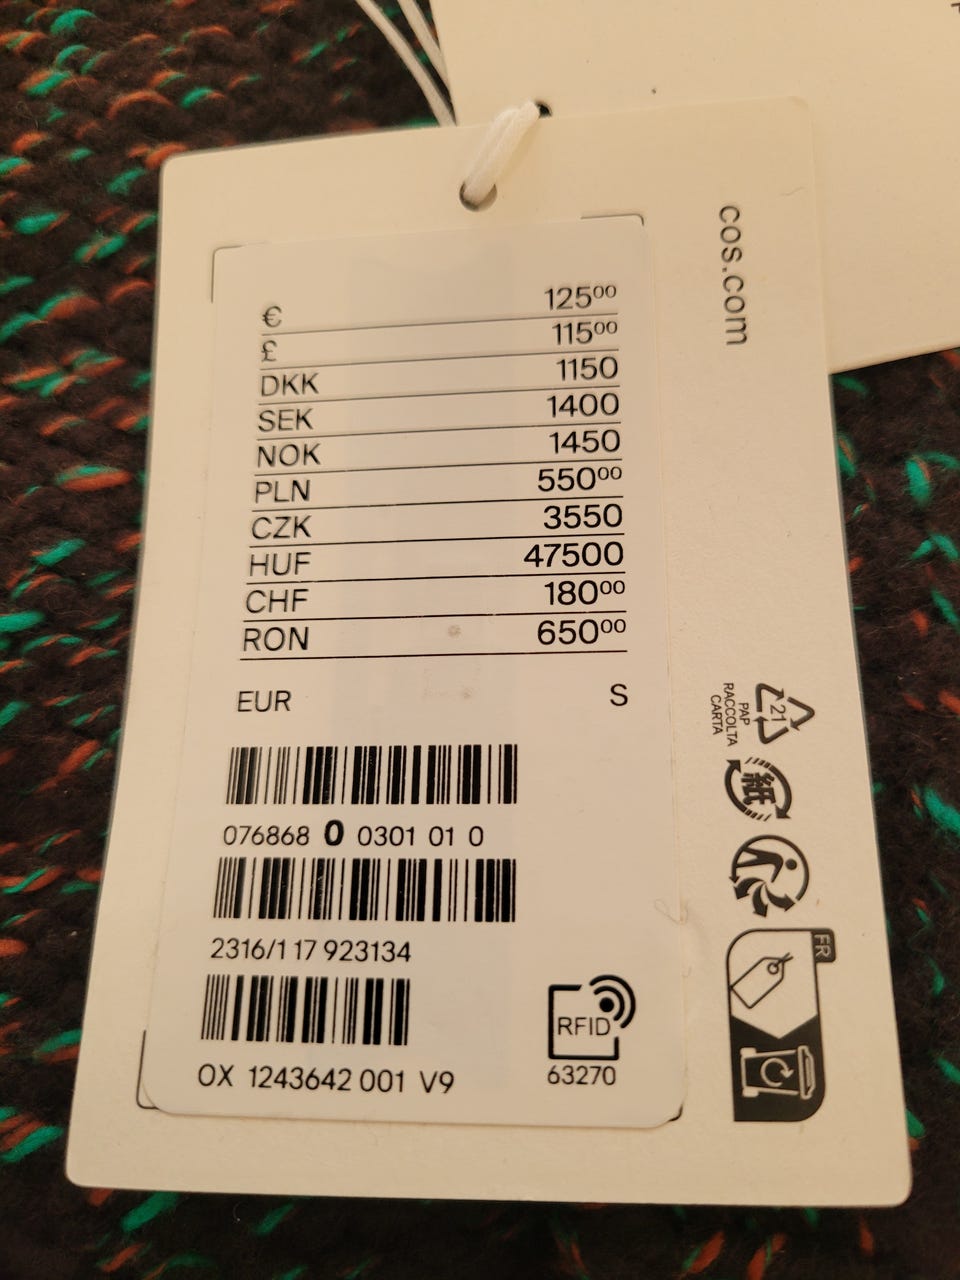 cos.com
€ 125⁰⁰
£ 115⁰⁰
DKK 1150
SEK 1400
NOK 1450
PLN 550⁰⁰
CZK 3550
HUF 47500
CHF 180⁰⁰
RON 650⁰⁰
EUR S
076868 0 0301 01 0
2316/1 17 923134
OX 1243642 001 V9
RFID
63270
21
PAP
RACCOLTA
CARTA
紙
FR